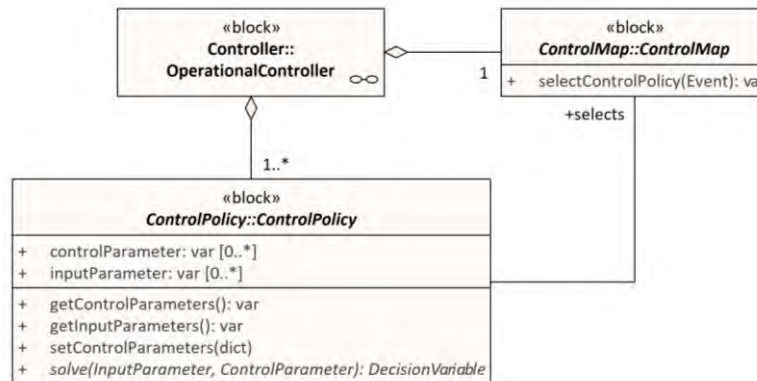 «block»
Controller::
OperationalController
1
«block»
ControlMap::ControlMap
+ selectControlPolicy(Event): va
+selects
1..*
«block»
ControlPolicy::ControlPolicy
+ controlParameter: var [0..*]
+ inputParameter: var [0..*]
+ getControlParameters(): var
+ getInputParameters(): var
+ setControlParameters(dict)
+ solve(InputParameter, ControlParameter): DecisionVariable